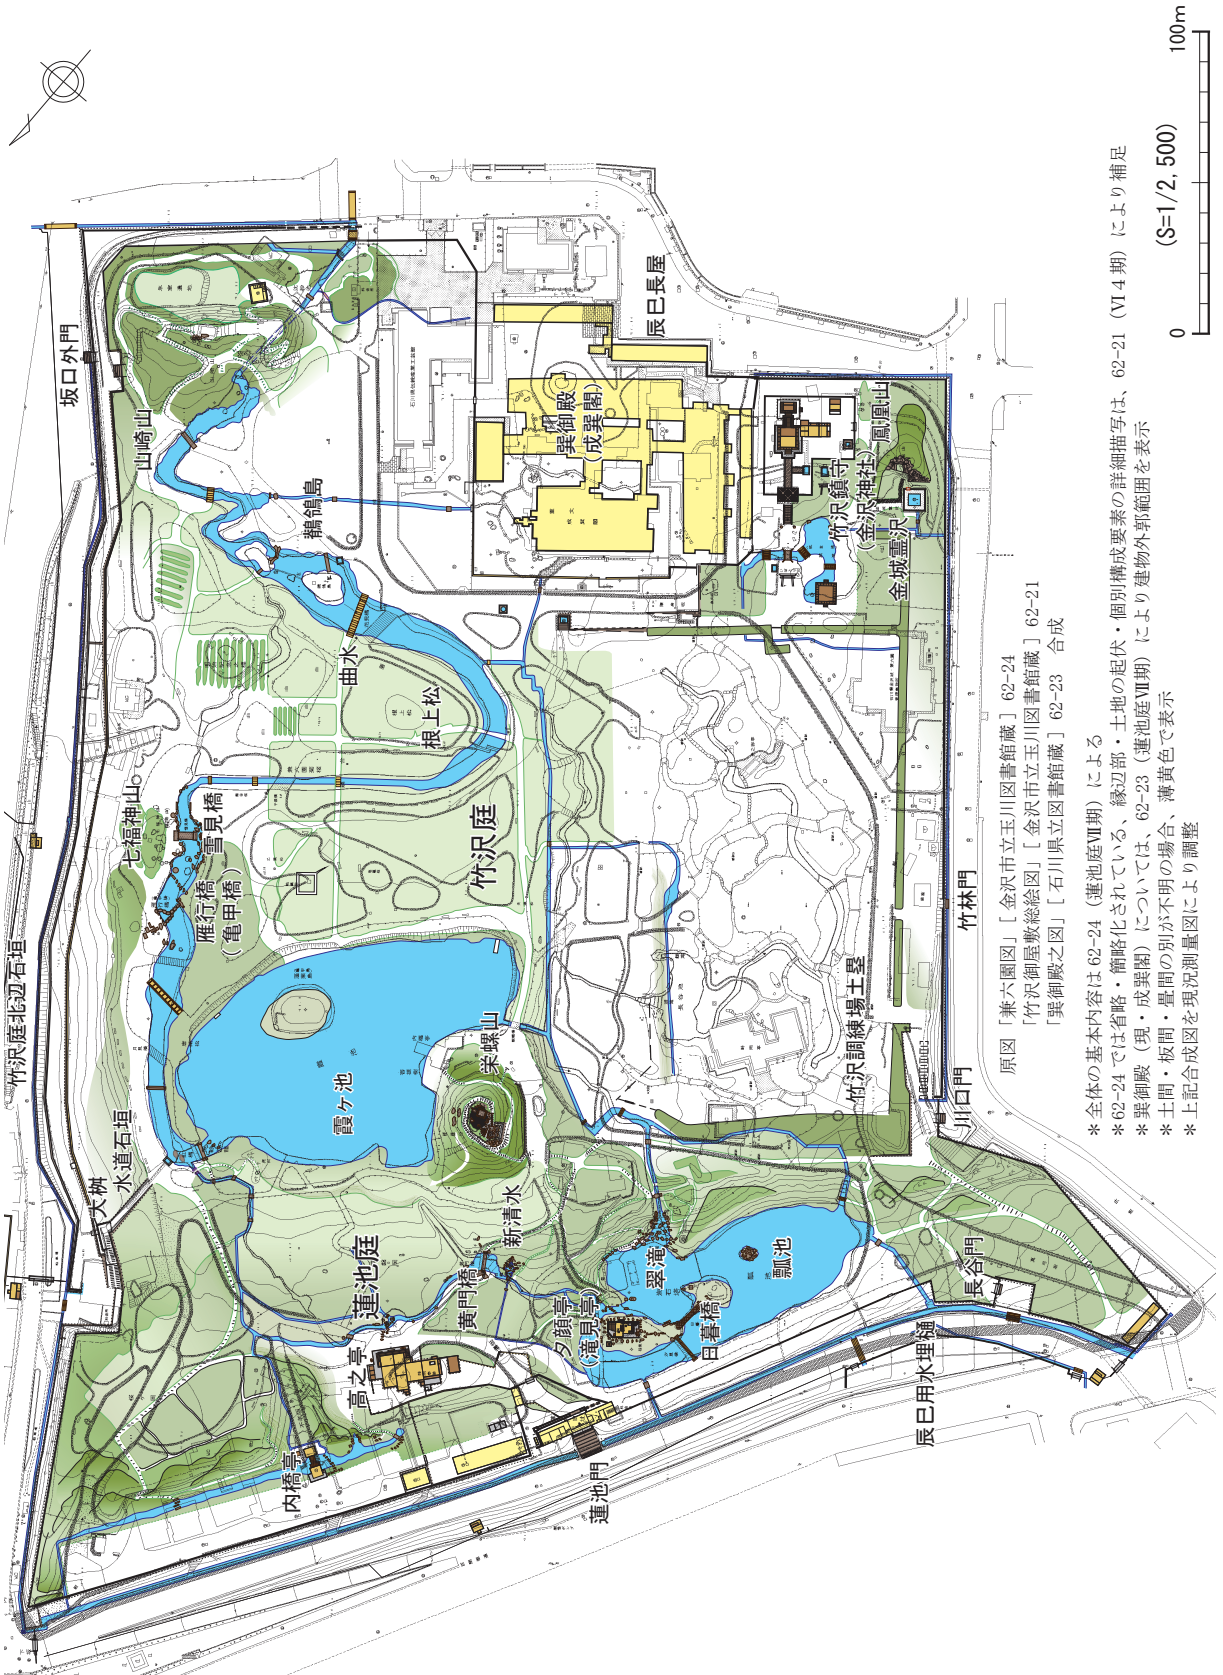 坂口外門
山崎山
鶺鴒島
辰巳長屋
巽御殿
(成巽閣)
竹沢鎮守
(金沢神社)
鳳凰山
金城霊沢
曲水
根上松
七福神山
雪見橋
雁行橋
(亀甲橋)
竹沢庭
竹沢庭北辺石垣
水道石垣
大桝
霞ヶ池
栄螺山
竹沢調練場土塁
竹林門
川口門
蓮池庭
新清水
黄門橋
高之亭
内橋亭
夕顔亭
(滝見亭)
翠滝
瓢池
日暮橋
長谷門
蓮池門
辰巳用水埋樋
原図「兼六園図」[金沢市立玉川図書館蔵] 62-24
「竹沢御屋敷総絵図」[金沢市立玉川図書館蔵] 62-21
「巽御殿之図」[石川県立図書館蔵] 62-23 合成
＊全体の基本内容は62-24（蓮池庭Ⅶ期）による
＊62-24では省略・簡略化されている、縁辺部・土地の起伏・個別構成要素の詳細描写は、62-21（Ⅵ4期）により補足
＊巽御殿（現・成巽閣）については、62-23（蓮池庭Ⅶ期）により建物外郭範囲を表示
＊土間・板間・畳間の別が不明の場合、薄黄色で表示
＊上記合成図を現況測量図により調整
0 100m
(S=1/2,500)